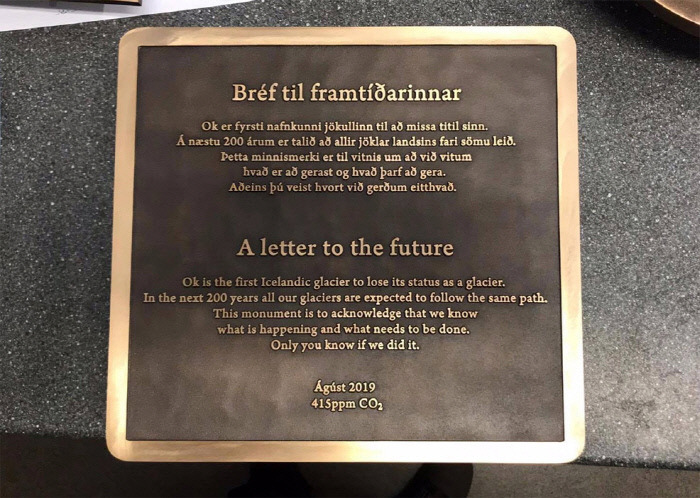 Bréf til framtíðarinnar
Ok er fyrsti nafnkunni jökullinn til að missa titil sinn.
Á næstu 200 árum er talið að allir jöklar landsins fari sömu leið.
Þetta minnismerki er til vitnis um að við vitum
hvað er að gerast og hvað þarf að gera.
Aðeins þú veist hvort við gerðum eitthvað.
A letter to the future
Ok is the first Icelandic glacier to lose its status as a glacier.
In the next 200 years all our glaciers are expected to follow the same path.
This monument is to acknowledge that we know
what is happening and what needs to be done.
Only you know if we did it.
Ágúst 2019
415ppm CO₂